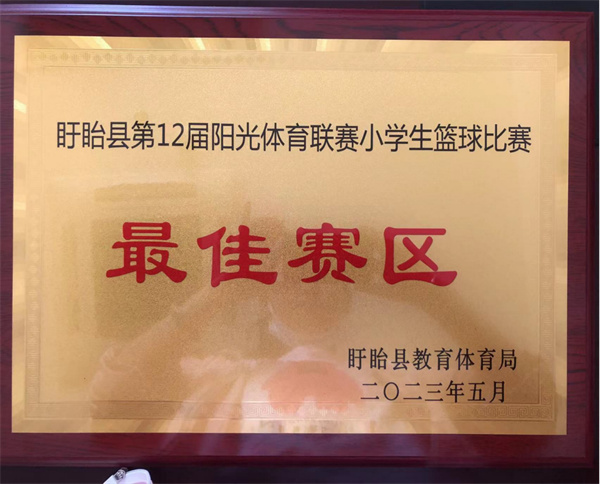 盱眙县第12届阳光体育联赛小学生篮球比赛
最佳赛区
盱眙县教育体育局
二〇二三年五月